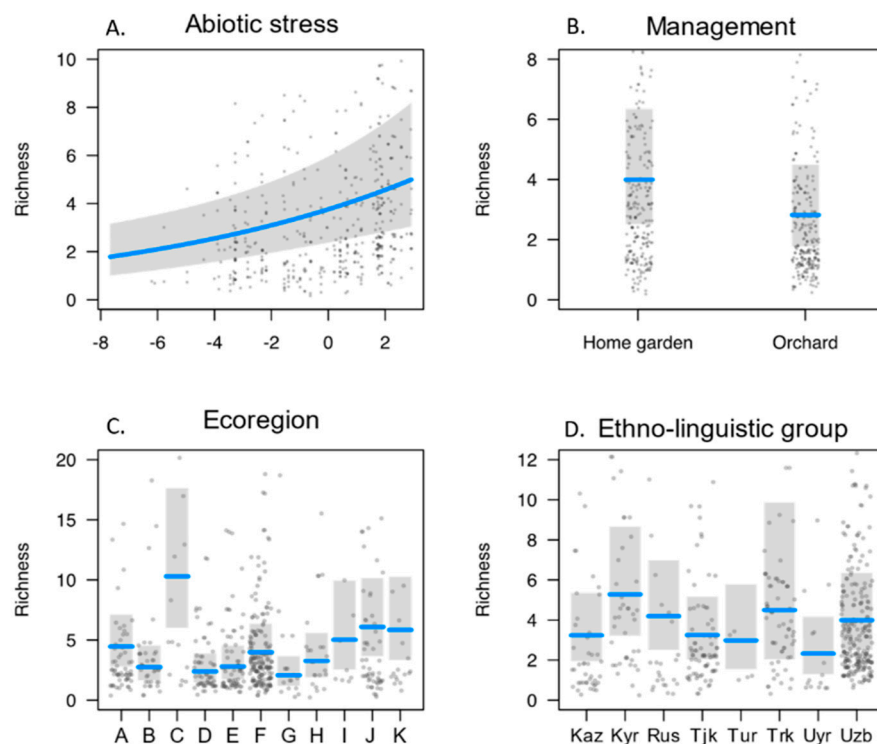 A. Abiotic stress
Richness
10
8
6
4
2
0
-8 -6 -4 -2 0 2
B. Management
Richness
8
6
4
2
0
Home garden Orchard
C. Ecoregion
Richness
20
15
10
5
0
A B C D E F G H I J K
D. Ethno-linguistic group
Richness
12
10
8
6
4
2
0
Kaz Kyr Rus Tjk Tur Trk Uyr Uzb